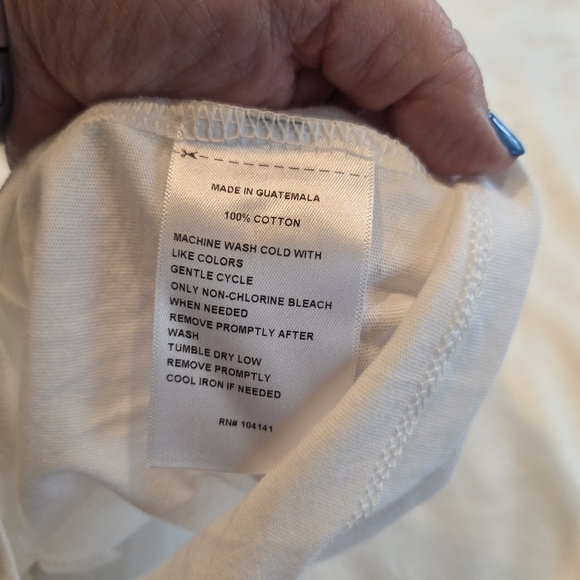 MADE IN GUATEMALA
100% COTTON
MACHINE WASH COLD WITH
LIKE COLORS
GENTLE CYCLE
ONLY NON-CHLORINE BLEACH
WHEN NEEDED
REMOVE PROMPTLY AFTER
WASH
TUMBLE DRY LOW
REMOVE PROMPTLY
COOL IRON IF NEEDED
RN# 104141